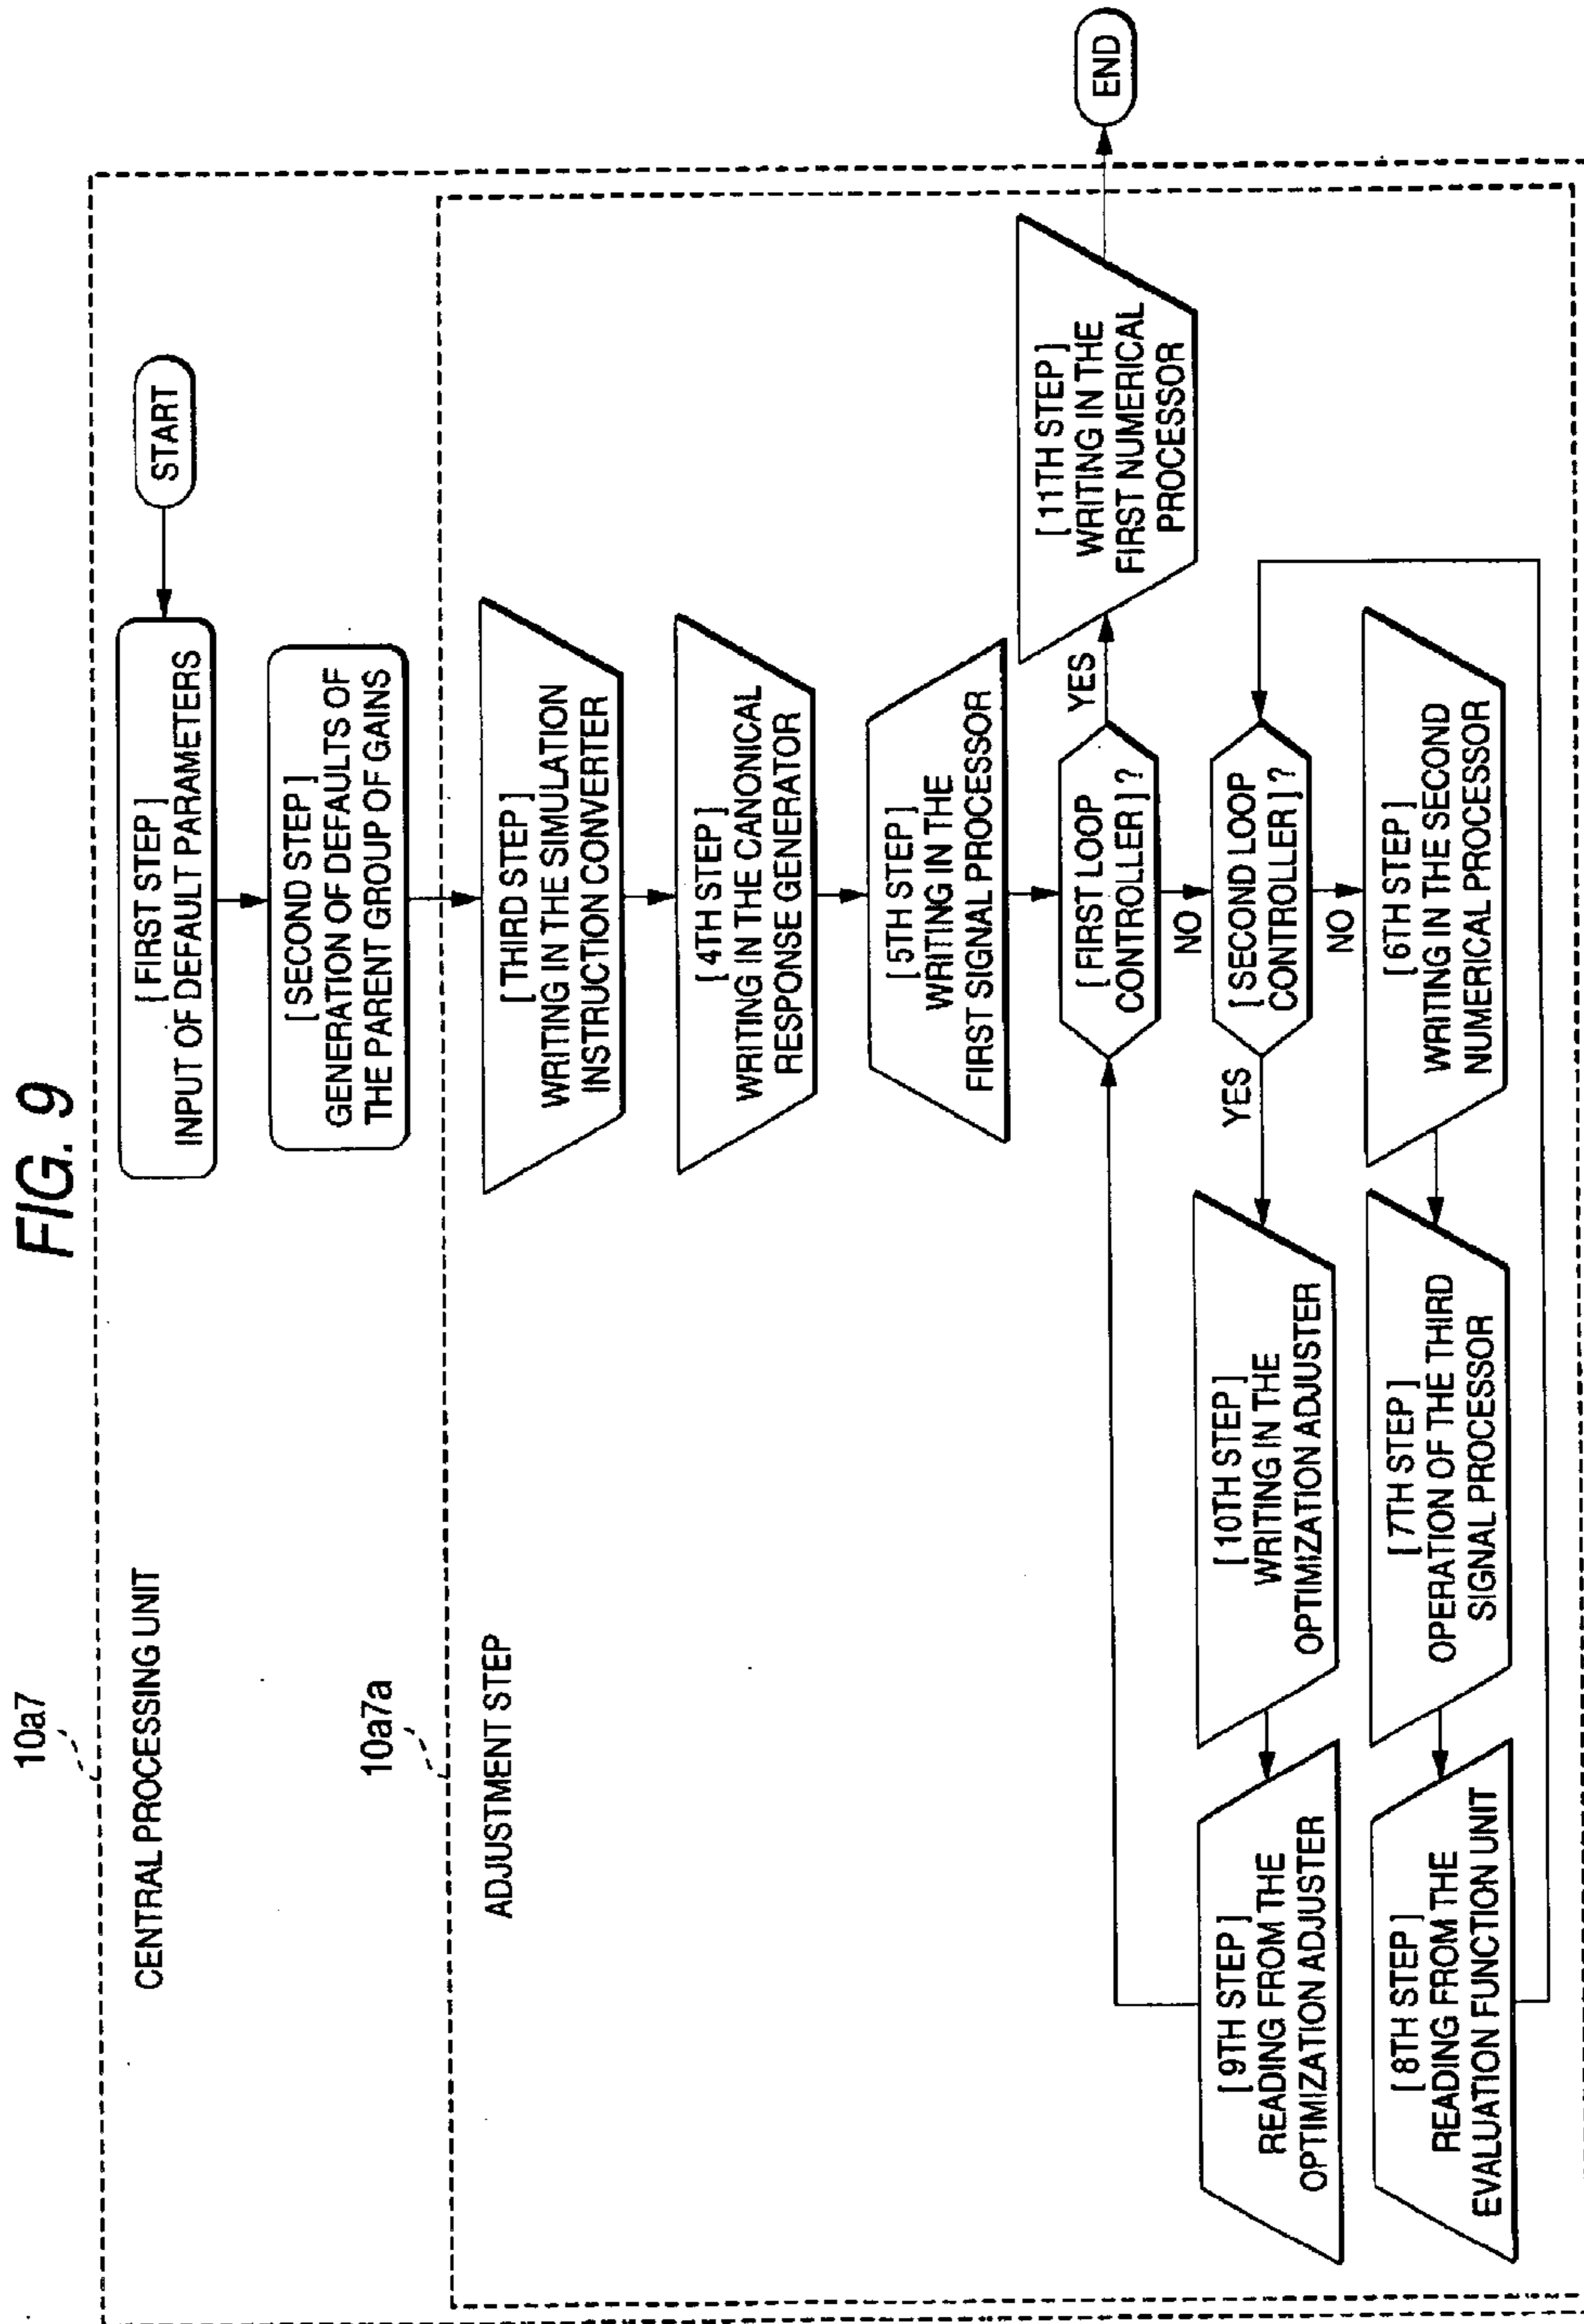 FIG. 9
10a7
CENTRAL PROCESSING UNIT
START
[ FIRST STEP ]
INPUT OF DEFAULT PARAMETERS
[ SECOND STEP ]
GENERATION OF DEFAULTS OF
THE PARENT GROUP OF GAINS
10a7a
ADJUSTMENT STEP
[ THIRD STEP ]
WRITING IN THE SIMULATION
INSTRUCTION CONVERTER
[ 4TH STEP ]
WRITING IN THE CANONICAL
RESPONSE GENERATOR
[ 5TH STEP ]
WRITING IN THE
FIRST SIGNAL PROCESSOR
[ FIRST LOOP
CONTROLLER ] ?
YES
NO
[ 11TH STEP ]
WRITING IN THE
FIRST NUMERICAL
PROCESSOR
END
[ SECOND LOOP
CONTROLLER ] ?
YES
NO
[ 9TH STEP ]
READING FROM THE
OPTIMIZATION ADJUSTER
[ 10TH STEP ]
WRITING IN THE
OPTIMIZATION ADJUSTER
[ 8TH STEP ]
READING FROM THE
EVALUATION FUNCTION UNIT
[ 7TH STEP ]
OPERATION OF THE THIRD
SIGNAL PROCESSOR
[ 6TH STEP ]
WRITING IN THE SECOND
NUMERICAL PROCESSOR